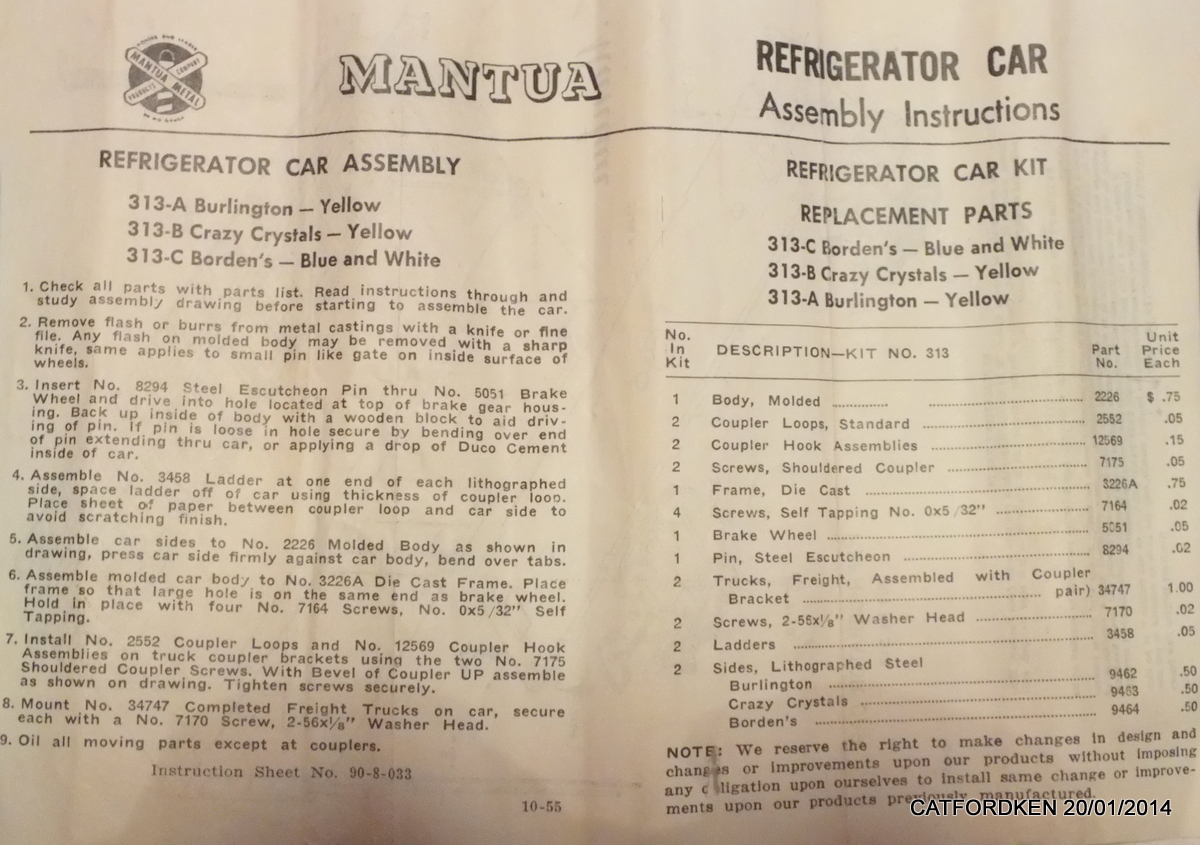 MANTUA
COMPANY
PRODUCTS
METAL
MANTUA
REFRIGERATOR CAR
Assembly Instructions
REFRIGERATOR CAR ASSEMBLY
313-A Burlington — Yellow
313-B Crazy Crystals — Yellow
313-C Borden's — Blue and White
1. Check all parts with parts list. Read instructions through and
study assembly drawing before starting to assemble the car.
2. Remove flash or burrs from metal castings with a knife or fine
file. Any flash on molded body may be removed with a sharp
knife, same applies to small pin like gate on inside surface of
wheels.
3. Insert No. 8294 Steel Escutcheon Pin thru No. 5051 Brake
Wheel and drive into hole located at top of brake gear hous-
ing. Back up inside of body with a wooden block to aid driv-
ing of pin. If pin is loose in hole secure by bending over end
of pin extending thru car, or applying a drop of Duco Cement
inside of car.
4. Assemble No. 3458 Ladder at one end of each lithographed
side, space ladder off of car using thickness of coupler loop.
Place sheet of paper between coupler loop and car side to
avoid scratching finish.
5. Assemble car sides to No. 2226 Molded Body as shown in
drawing, press car side firmly against car body, bend over tabs.
6. Assemble molded car body to No. 3226A Die Cast Frame. Place
frame so that large hole is on the same end as brake wheel.
Hold in place with four No. 7164 Screws, No. 0x5/32" Self
Tapping.
7. Install No. 2552 Coupler Loops and No. 12569 Coupler Hook
Assemblies on truck coupler brackets using the two No. 7175
Shouldered Coupler Screws. With Bevel of Coupler UP assemble
as shown on drawing. Tighten screws securely.
8. Mount No. 34747 Completed Freight Trucks on car, secure
each with a No. 7170 Screw, 2-56x1/8" Washer Head.
9. Oil all moving parts except at couplers.
Instruction Sheet No. 90-8-033
10-55
REFRIGERATOR CAR KIT
REPLACEMENT PARTS
313-C Borden's — Blue and White
313-B Crazy Crystals — Yellow
313-A Burlington — Yellow
No. In Kit DESCRIPTION—KIT NO. 313 Part No. Unit Price Each
1 Body, Molded 2226 $ .75
2 Coupler Loops, Standard 2552 .05
2 Coupler Hook Assemblies 12569 .15
2 Screws, Shouldered Coupler 7175 .05
1 Frame, Die Cast 3226A .75
4 Screws, Self Tapping No. 0x5/32" 7164 .02
1 Brake Wheel 5051 .05
1 Pin, Steel Escutcheon 8294 .02
2 Trucks, Freight, Assembled with Coupler
Bracket pair) 34747 1.00
2 Screws, 2-56x1/8" Washer Head 7170 .02
2 Ladders 3458 .05
2 Sides, Lithographed Steel
Burlington 9462 .50
Crazy Crystals 9463 .50
Borden's 9464 .50
NOTE: We reserve the right to make changes in design and
changes or improvements upon our products without imposing
any obligation upon ourselves to install same change or improve-
ments upon our products previously manufactured.
CATFORDKEN 20/01/2014